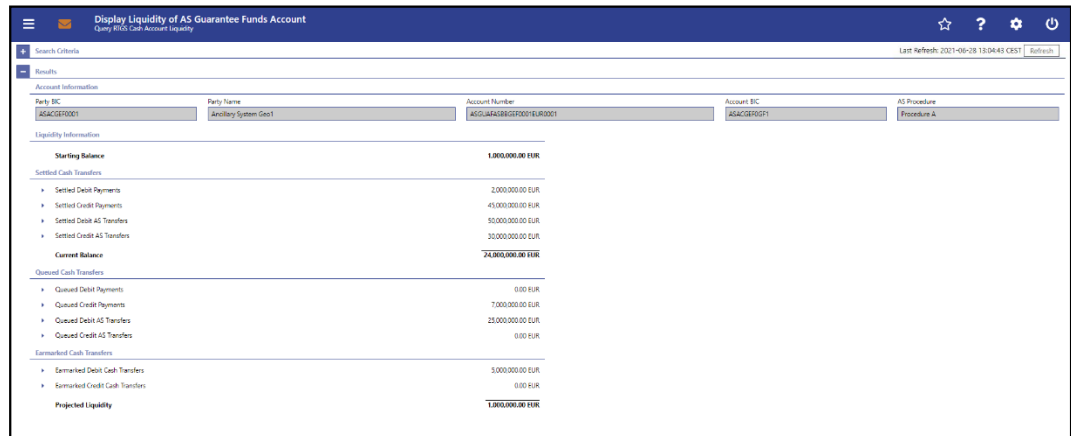 Display Liquidity of AS Guarantee Funds Account
Query RTGS Cash Account Liquidity
Search Criteria Last Refresh: 2021-06-28 13:04:43 CEST Refresh
Results
Account Information
Party BIC Party Name Account Number Account BIC AS Procedure
ASACGEF0001 Ancillary System Geo1 ASGUAFASBBGEF0001EUR0001 ASACGEF0GF1 Procedure A
Liquidity Information
Starting Balance 1,000,000.00 EUR
Settled Cash Transfers
Settled Debit Payments 2,000,000.00 EUR
Settled Credit Payments 45,000,000.00 EUR
Settled Debit AS Transfers 50,000,000.00 EUR
Settled Credit AS Transfers 30,000,000.00 EUR
Current Balance 24,000,000.00 EUR
Queued Cash Transfers
Queued Debit Payments 0.00 EUR
Queued Credit Payments 7,000,000.00 EUR
Queued Debit AS Transfers 25,000,000.00 EUR
Queued Credit AS Transfers 0.00 EUR
Earmarked Cash Transfers
Earmarked Debit Cash Transfers 5,000,000.00 EUR
Earmarked Credit Cash Transfers 0.00 EUR
Projected Liquidity 1,000,000.00 EUR